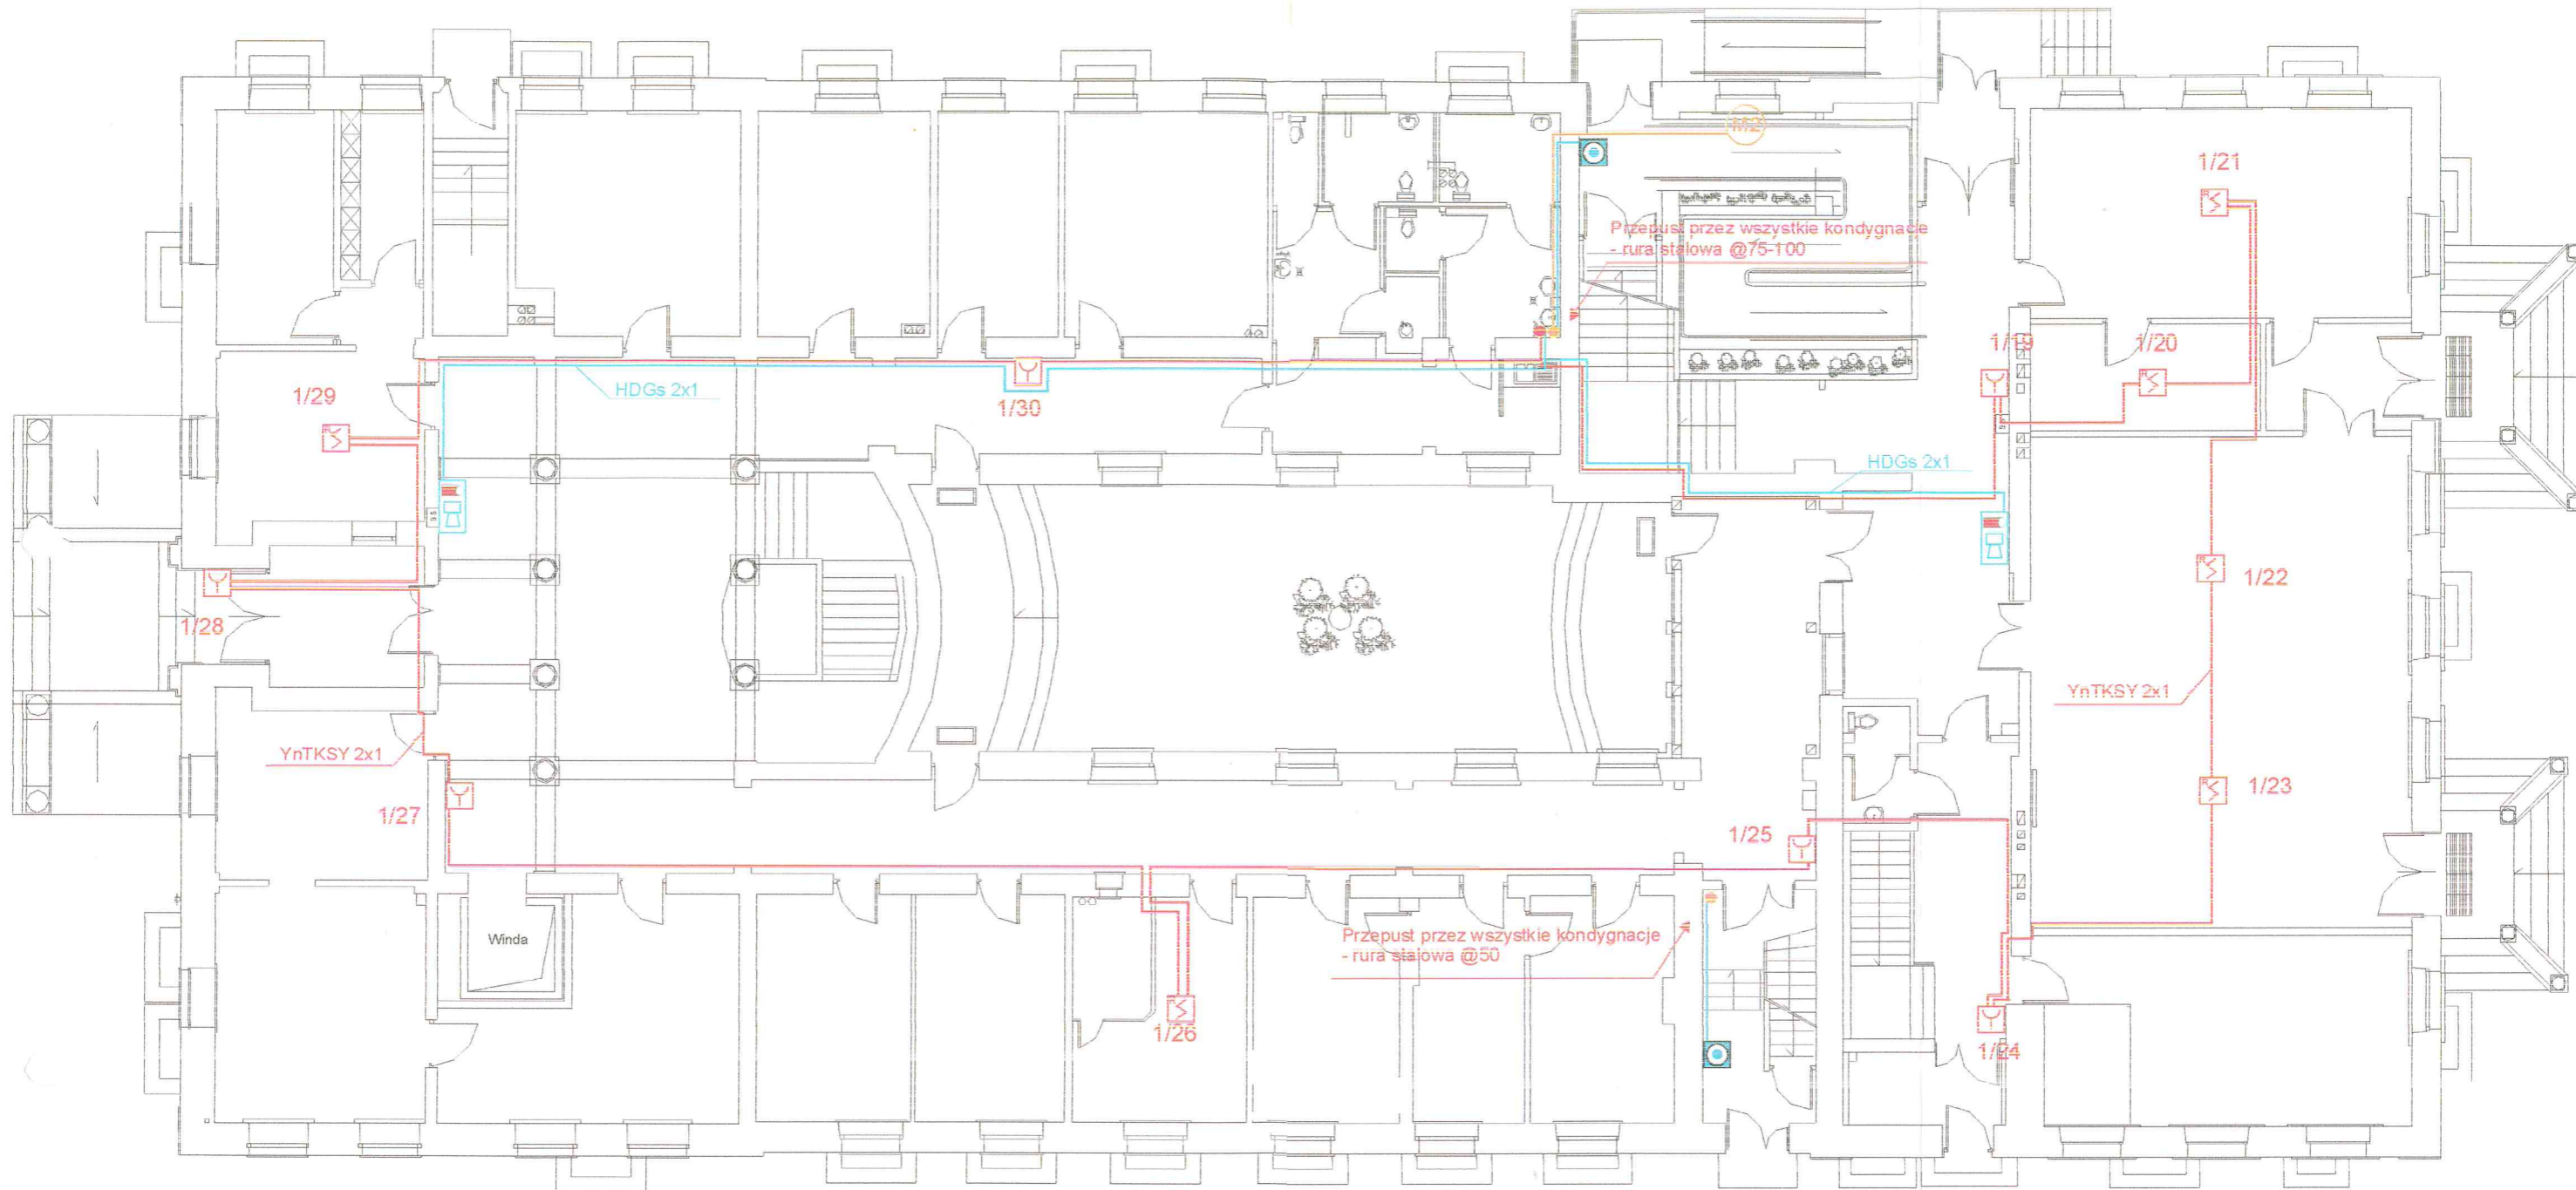 M2
1/21
Przepust przez wszystkie kondygnacje
- rura stalowa @75-100
1/19
1/20
1/29
HDGs 2x1
1/30
HDGs 2x1
1/22
1/28
YnTKSY 2x1
YnTKSY 2x1
1/23
1/27
1/25
Winda
Przepust przez wszystkie kondygnacje
- rura stalowa @50
1/26
1/24